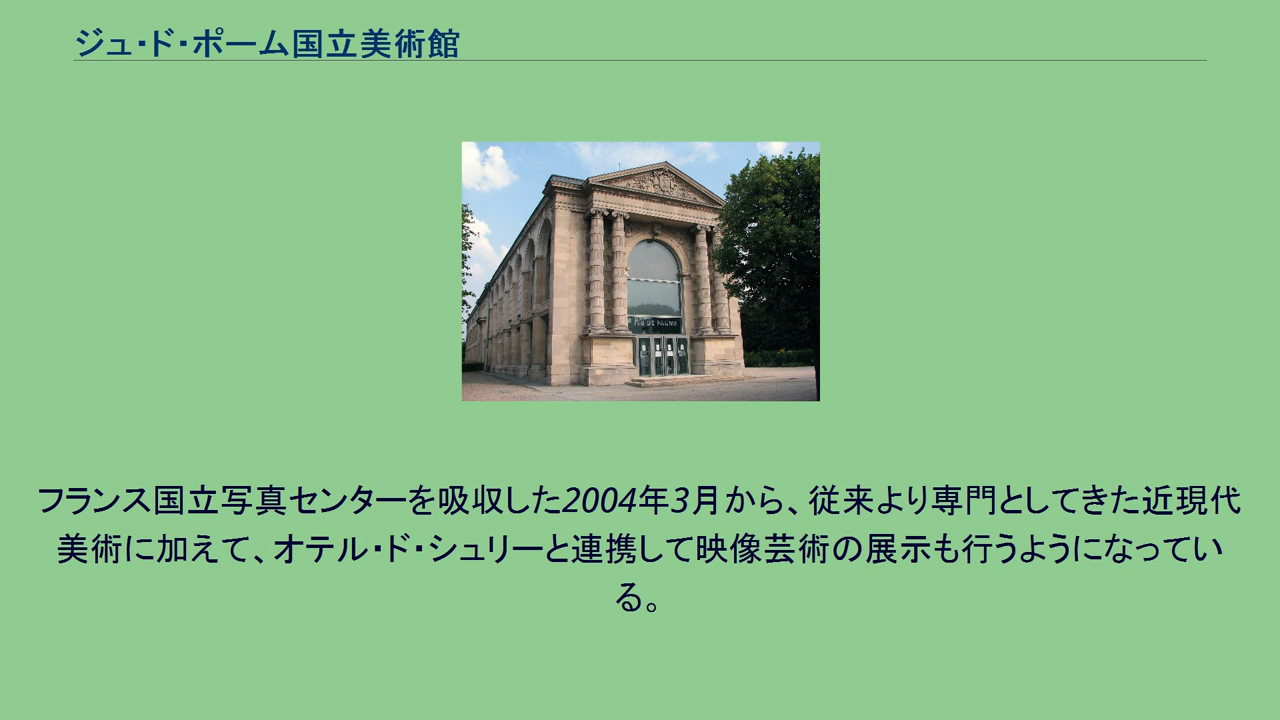 ジュ・ド・ポーム国立美術館
JEU DE PAUME
フランス国立写真センターを吸収した2004年3月から、従来より専門としてきた近現代
美術に加えて、オテル・ド・シュリーと連携して映像芸術の展示も行うようになってい
る。